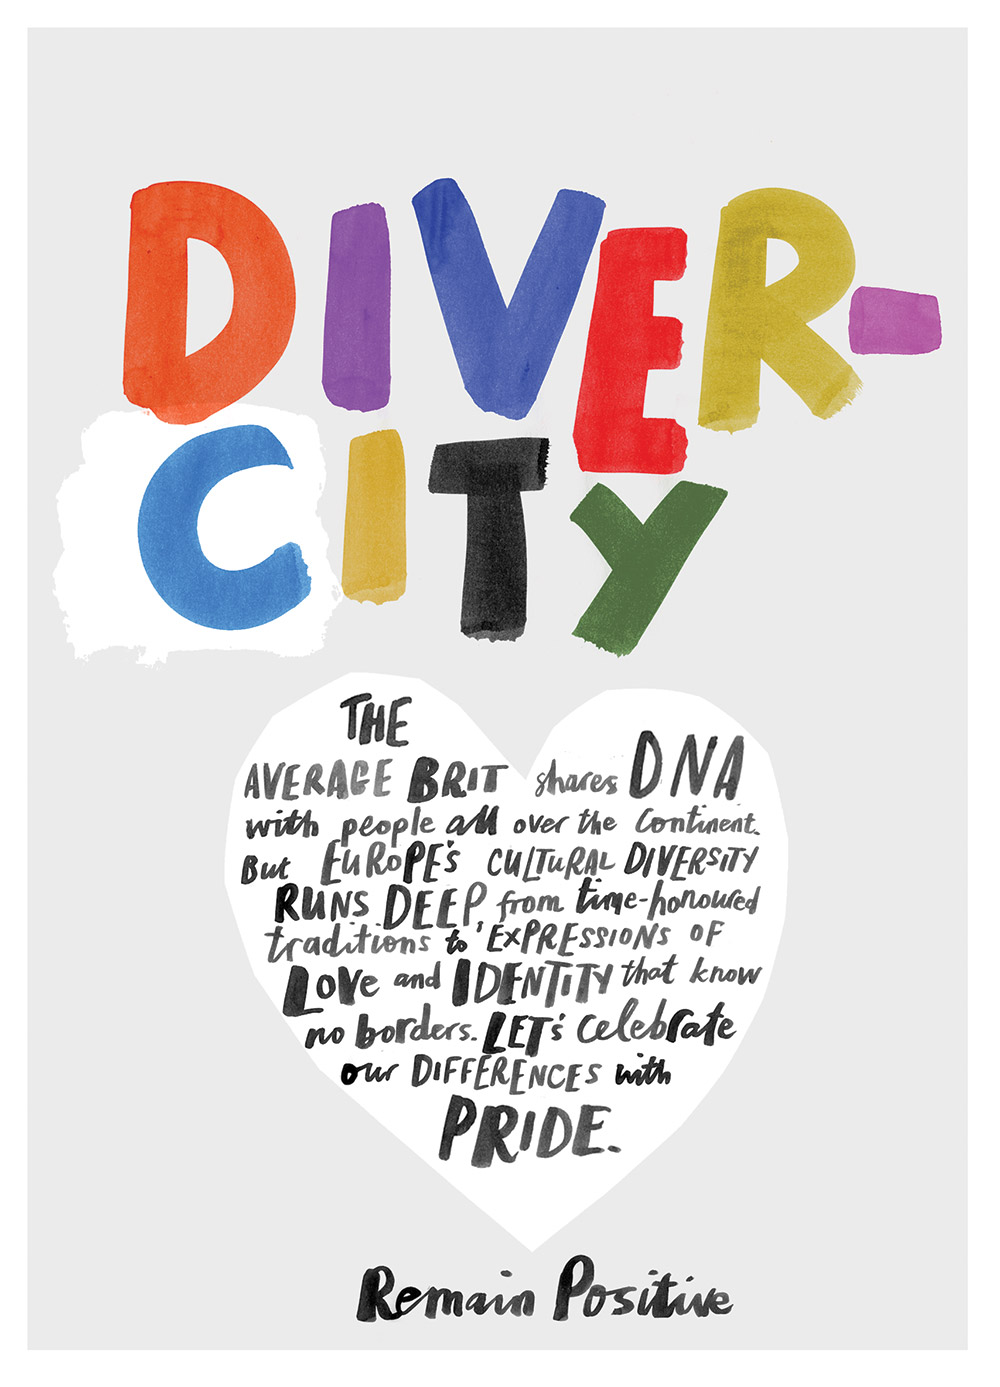 DIVER-
CITY
THE
AVERAGE BRIT shares DNA
with people all over the continent.
But EUROPE'S CULTURAL DIVERSITY
RUNS DEEP, from time-honoured
traditions to EXPRESSIONS OF
LOVE and IDENTITY that know
no borders. LET's celebrate
our DIFFERENCES with
PRIDE.
Remain Positive